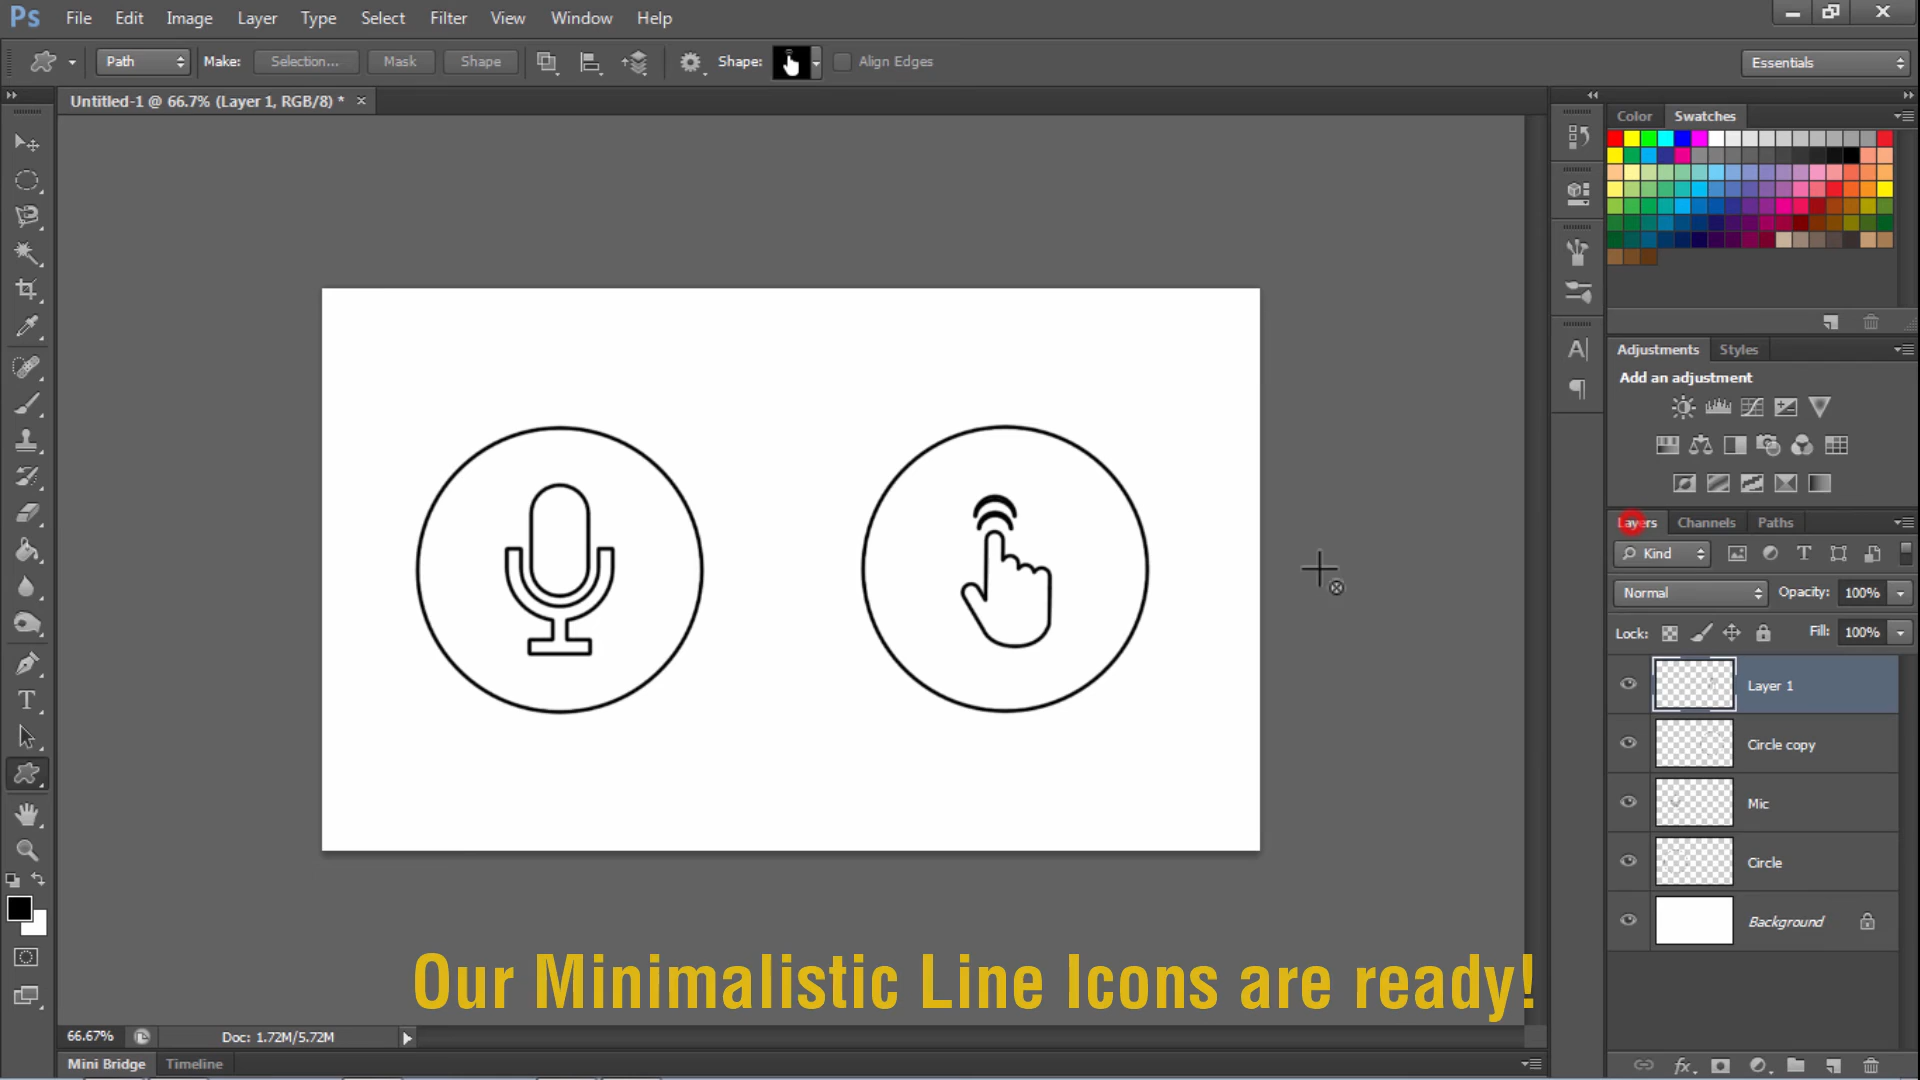 Ps File Edit Image Layer Type Select Filter View Window Help
Path Make: Selection... Mask Shape Shape: Align Edges Essentials
Untitled-1 @ 66.7% (Layer 1, RGB/8) *
Color Swatches
Adjustments Styles
Add an adjustment
Layers Channels Paths
Kind
Normal Opacity: 100%
Lock: Fill: 100%
Layer 1
Circle copy
Mic
Circle
Background
Our Minimalistic Line Icons are ready!
66.67% Doc: 1.72M/5.72M
Mini Bridge Timeline